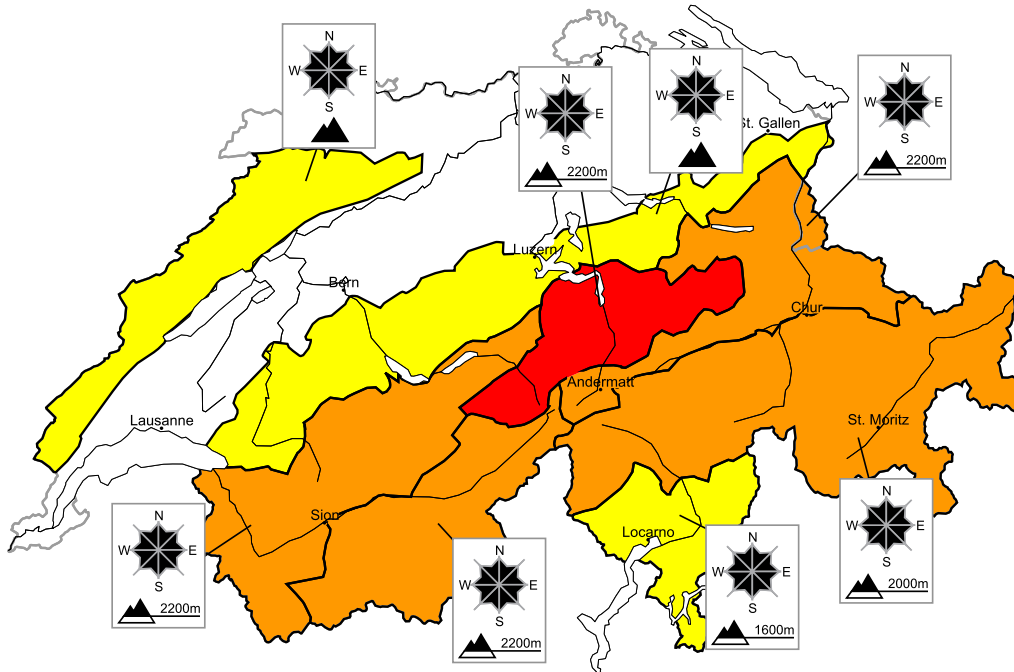 N
W E
S
N
W E
S
2200m
N
W E
S
N
W E
S
2200m
St. Gallen
Luzern
Bern
Chur
Andermatt
Lausanne
St. Moritz
Sion
Locarno
N
W E
S
2200m
N
W E
S
2200m
N
W E
S
1600m
N
W E
S
2000m